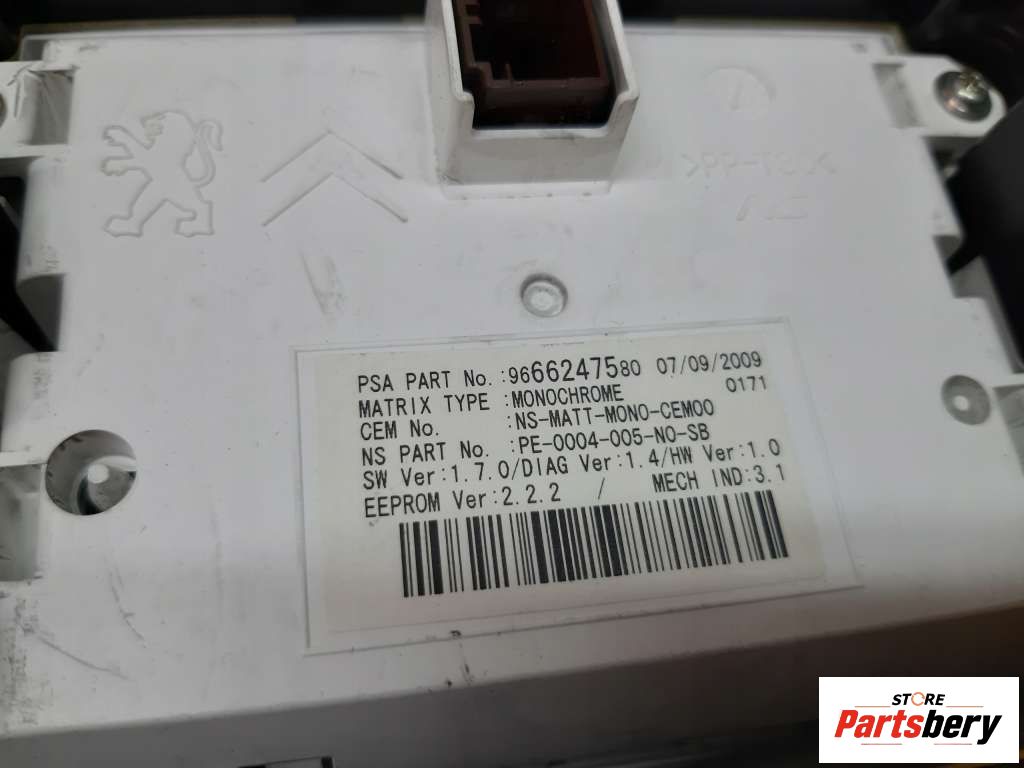 >PP-T20<
PSA PART No. :9666247580 07/09/2009
MATRIX TYPE :MONOCHROME 0171
CEM No. :NS-MATT-MONO-CEM00
NS PART No. :PE-0004-005-NO-SB
SW Ver:1.7.0/DIAG Ver:1.4/HW Ver:1.0
EEPROM Ver:2.2.2 / MECH IND:3.1
STORE
Partsbery